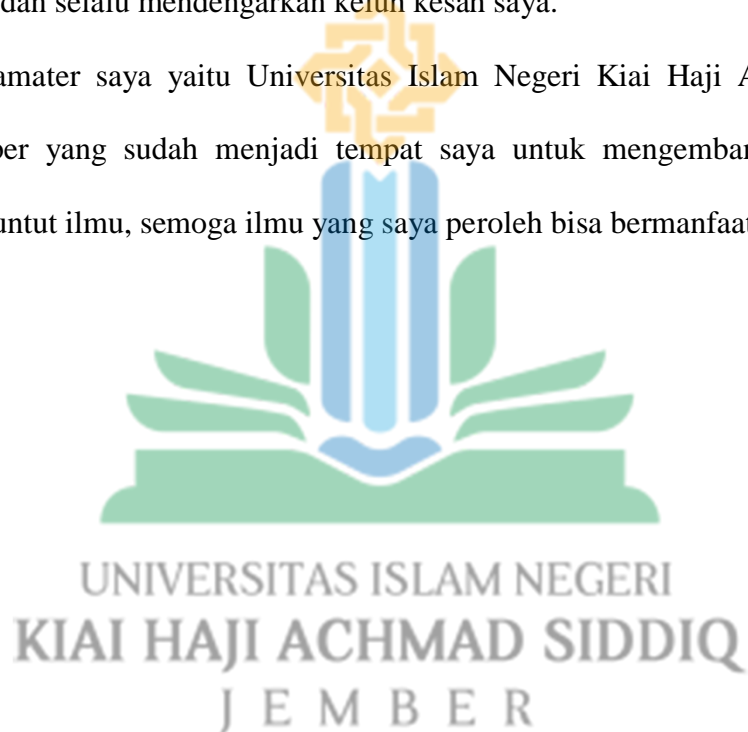 dan selalu mendengarkan keluh kesah saya.
amater saya yaitu Universitas Islam Negeri Kiai Haji A
ber yang sudah menjadi tempat saya untuk mengemban
untut ilmu, semoga ilmu yang saya peroleh bisa bermanfaat
UNIVERSITAS ISLAM NEGERI
KIAI HAJI ACHMAD SIDDIQ
JEMBER